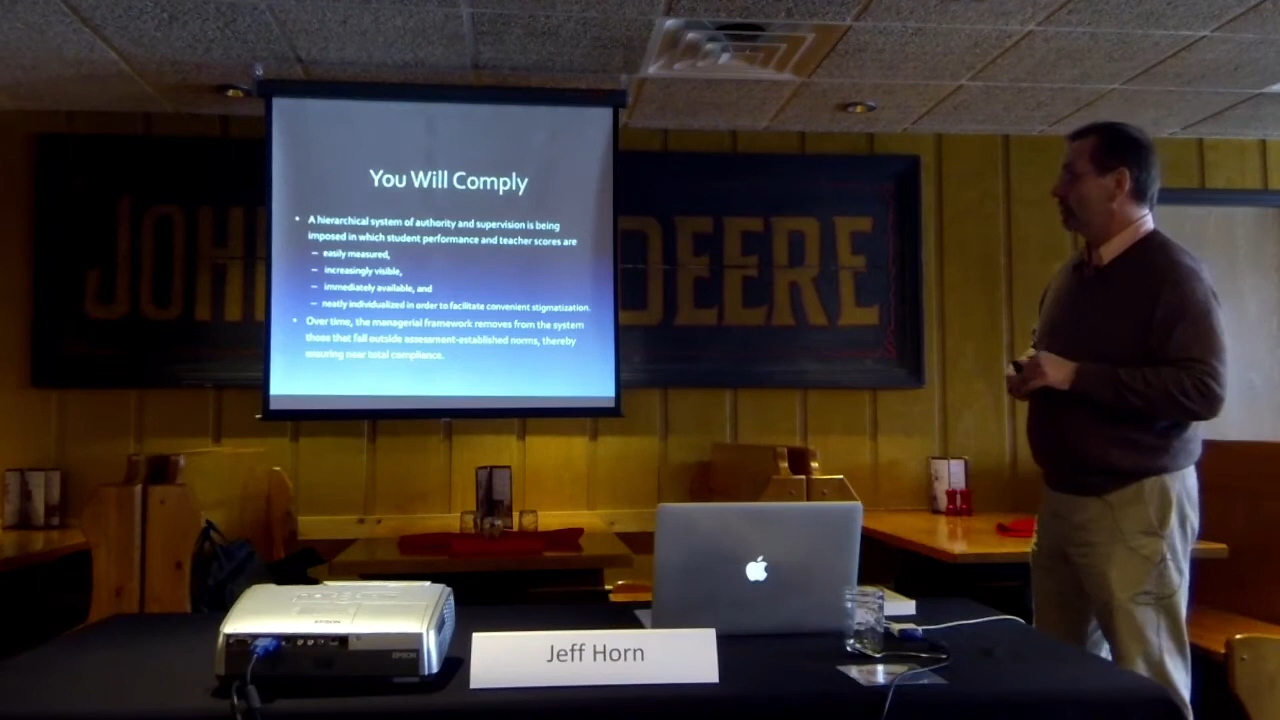 You Will Comply
• A hierarchical system of authority and supervision is being
imposed in which student performance and teacher scores are
– easily measured,
– increasingly visible,
– immediately available, and
– neatly individualized in order to facilitate convenient stigmatization.
• Over time, the managerial framework removes from the system
those that fall outside assessment-established norms, thereby
ensuring near total compliance.
JOH DEERE
EPSON
EPSON
Jeff Horn